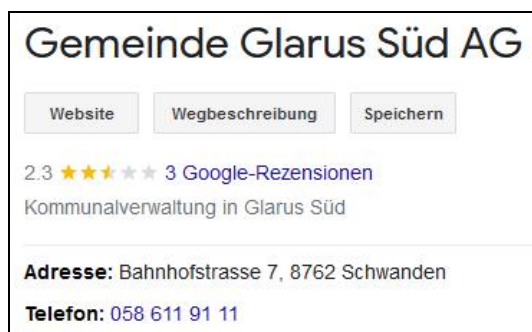 Gemeinde Glarus Süd AG
Website Wegbeschreibung Speichern
2.3 3 Google-Rezensionen
Kommunalverwaltung in Glarus Süd
Adresse: Bahnhofstrasse 7, 8762 Schwanden
Telefon: 058 611 91 11